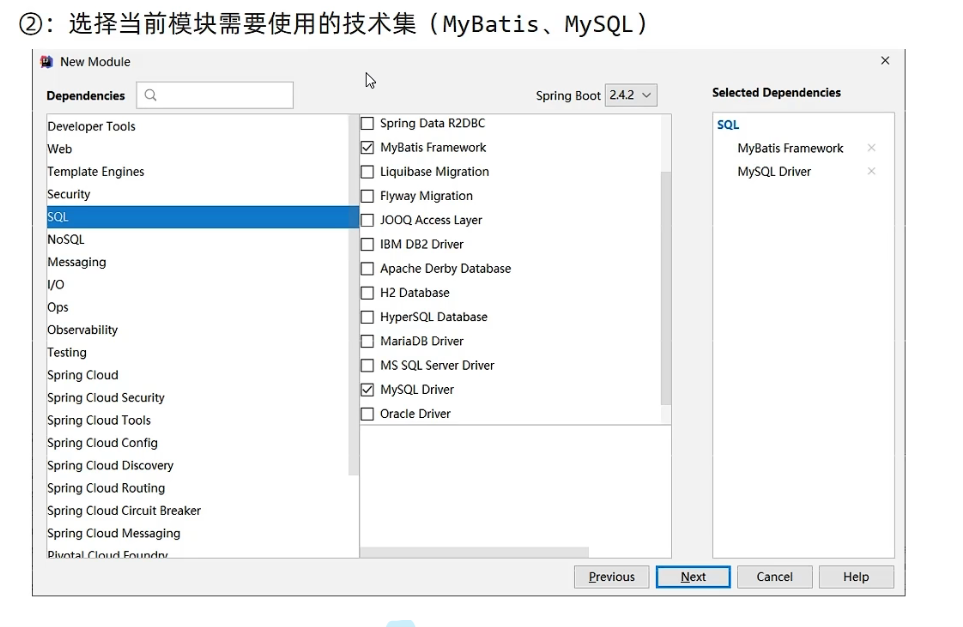 ②：选择当前模块需要使用的技术集（MyBatis、MySQL）
New Module
Dependencies
Spring Boot 2.4.2
Selected Dependencies
Developer Tools
Web
Template Engines
Security
SQL
NoSQL
Messaging
I/O
Ops
Observability
Testing
Spring Cloud
Spring Cloud Security
Spring Cloud Tools
Spring Cloud Config
Spring Cloud Discovery
Spring Cloud Routing
Spring Cloud Circuit Breaker
Spring Cloud Messaging
Pivotal Cloud Foundry
Spring Data R2DBC
MyBatis Framework
Liquibase Migration
Flyway Migration
JOOQ Access Layer
IBM DB2 Driver
Apache Derby Database
H2 Database
HyperSQL Database
MariaDB Driver
MS SQL Server Driver
MySQL Driver
Oracle Driver
SQL
MyBatis Framework
MySQL Driver
Previous
Next
Cancel
Help